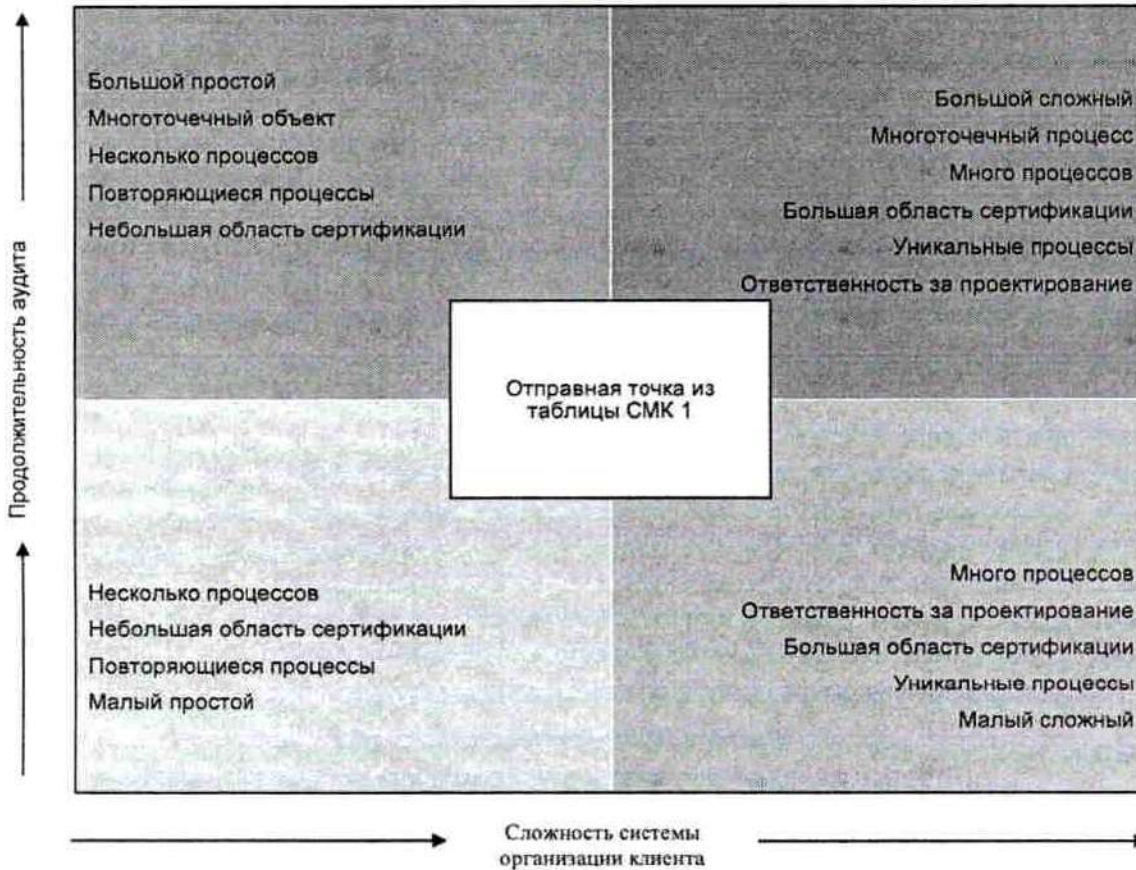 Продолжительность аудита
Большой простой
Многоточечный объект
Несколько процессов
Повторяющиеся процессы
Небольшая область сертификации
Большой сложный
Многоточечный процесс
Много процессов
Большая область сертификации
Уникальные процессы
Ответственность за проектирование
Отправная точка из
таблицы СМК 1
Несколько процессов
Небольшая область сертификации
Повторяющиеся процессы
Малый простой
Много процессов
Ответственность за проектирование
Большая область сертификации
Уникальные процессы
Малый сложный
Сложность системы
организации клиента